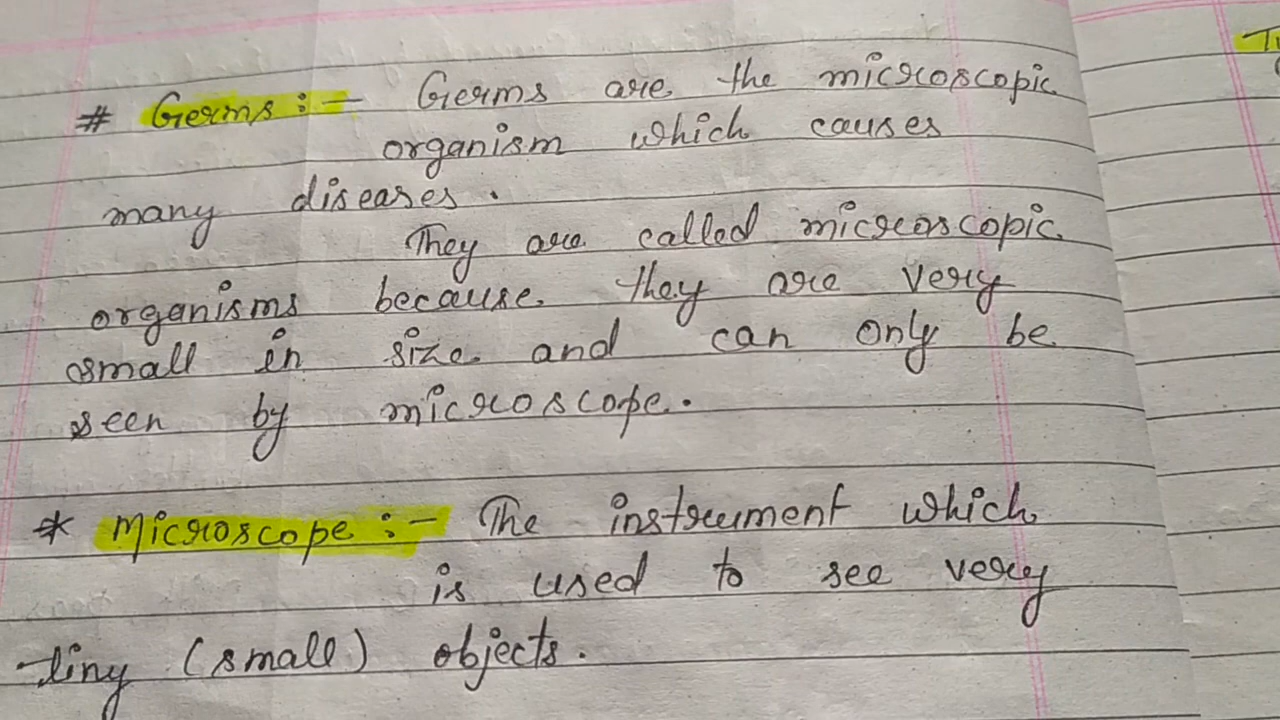 # Germs :- Germs are the microscopic
organism which causes
many diseases.
They are called microscopic
organisms because they are very
small in size and can only be
seen by microscope.
* Microscope :- The instrument which
is used to see very
tiny (small) objects.